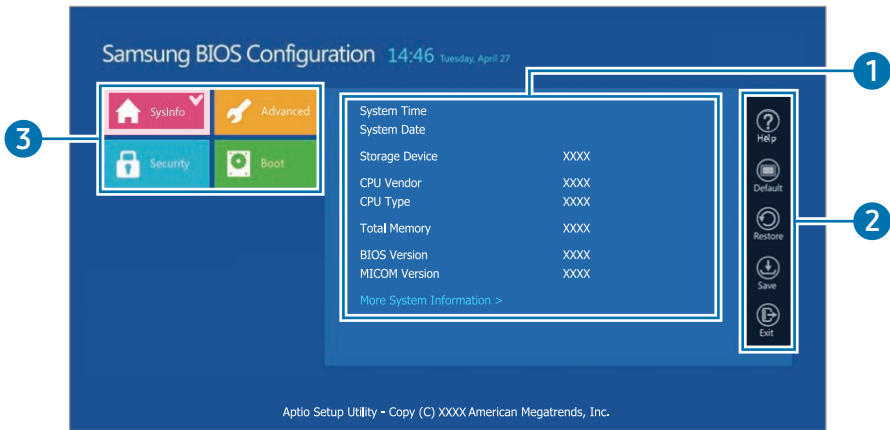 Samsung BIOS Configuration 14:46 Tuesday, April 27
1
3
SysInfo
Advanced
Security
Boot
System Time
System Date
Storage Device XXXX
CPU Vendor XXXX
CPU Type XXXX
Total Memory XXXX
BIOS Version XXXX
MICOM Version XXXX
More System Information >
Help
Default
Restore
Save
Exit
2
Aptio Setup Utility - Copy (C) XXXX American Megatrends, Inc.